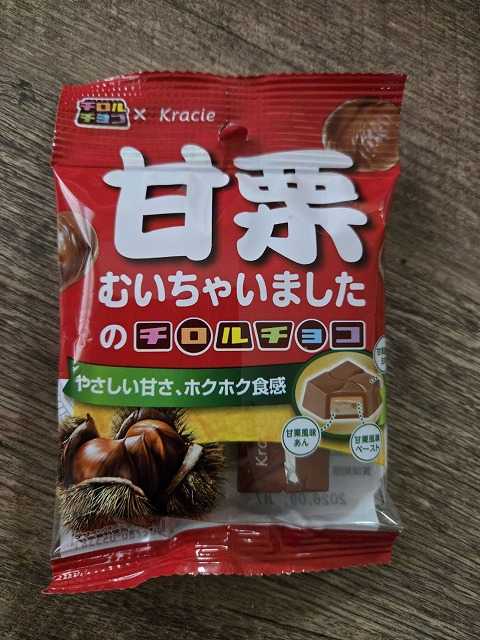 チロル
チョコ × Kracie
甘栗
むいちゃいました
のチロルチョコ
やさしい甘さ、ホクホク食感
甘栗風味
あん
甘栗風味
ペースト
Kra